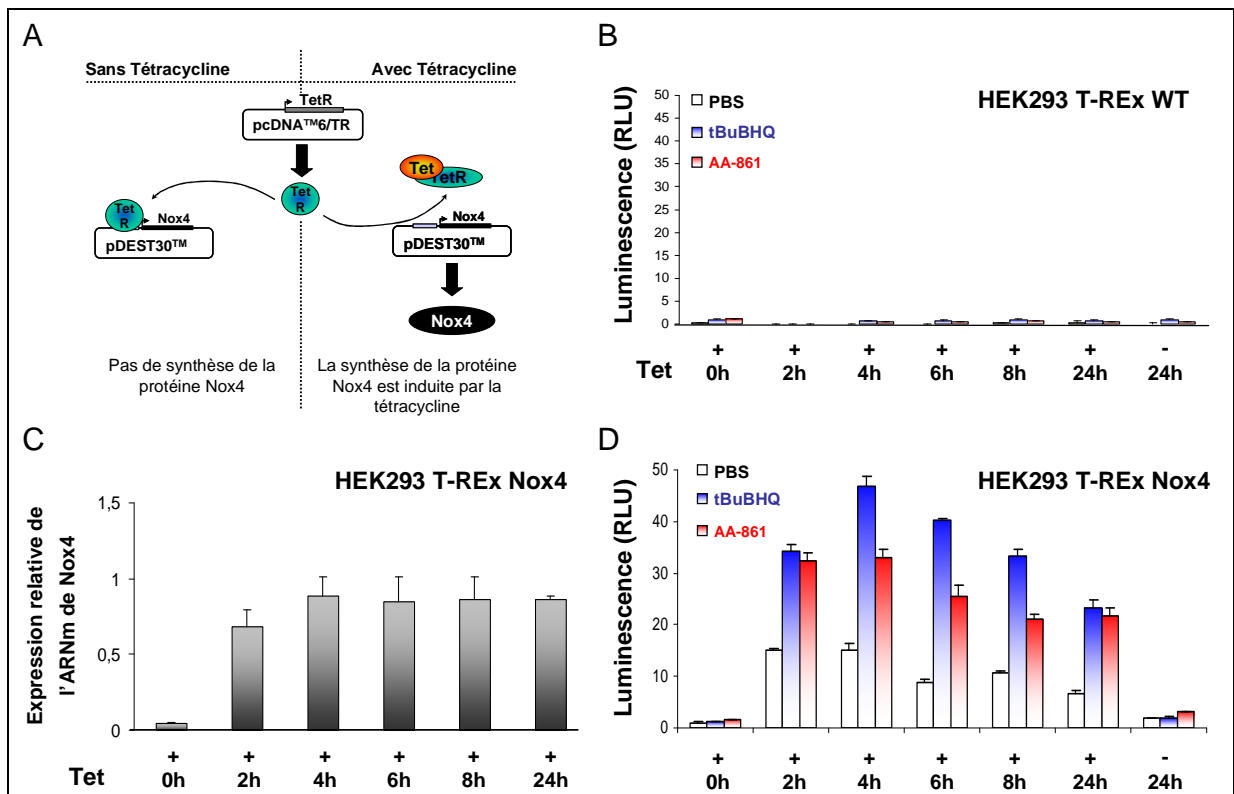 A
Sans Tétracycline
Avec Tétracycline
TetR
pcDNA™6/TR
Tet
TetR
Tet
R
Tet
R
Nox4
pDEST30™
Nox4
pDEST30™
Nox4
Pas de synthèse de la
protéine Nox4
La synthèse de la protéine
Nox4 est induite par la
tétracycline
B
HEK293 T-REx WT
PBS
tBuBHQ
AA-861
Luminescence (RLU)
50
45
40
35
30
25
20
15
10
5
0
+ + + + + + -
Tet 0h 2h 4h 6h 8h 24h 24h
C
HEK293 T-REx Nox4
Expression relative de
l'ARNm de Nox4
1,5
1
0,5
0
+ + + + + +
Tet 0h 2h 4h 6h 8h 24h
D
HEK293 T-REx Nox4
PBS
tBuBHQ
AA-861
Luminescence (RLU)
50
40
30
20
10
0
+ + + + + + -
0h 2h 4h 6h 8h 24h 24h